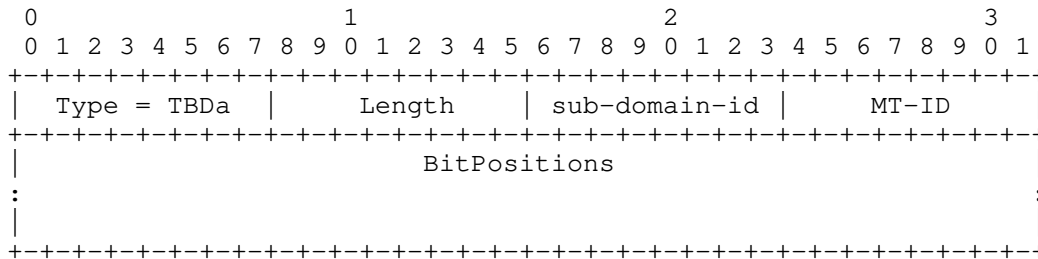 0                   1                   2                   3
 0 1 2 3 4 5 6 7 8 9 0 1 2 3 4 5 6 7 8 9 0 1 2 3 4 5 6 7 8 9 0 1
+-+-+-+-+-+-+-+-+-+-+-+-+-+-+-+-+-+-+-+-+-+-+-+-+-+-+-+-+-+-+-+--
|  Type = TBDa  |     Length    | sub-domain-id |     MT-ID
+-+-+-+-+-+-+-+-+-+-+-+-+-+-+-+-+-+-+-+-+-+-+-+-+-+-+-+-+-+-+-+--
|                         BitPositions
:                                                               :
|
+-+-+-+-+-+-+-+-+-+-+-+-+-+-+-+-+-+-+-+-+-+-+-+-+-+-+-+-+-+-+-+--